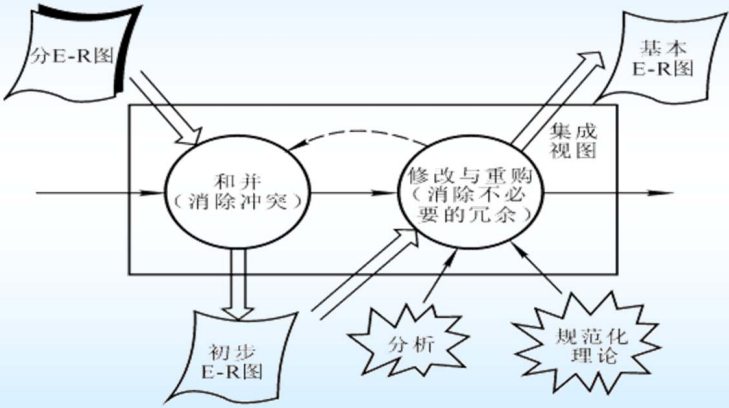 分E-R图
基本
E-R图
集成
视图
和并
（消除冲突）
修改与重购
（消除不必
要的冗余）
初步
E-R图
分析
规范化
理论